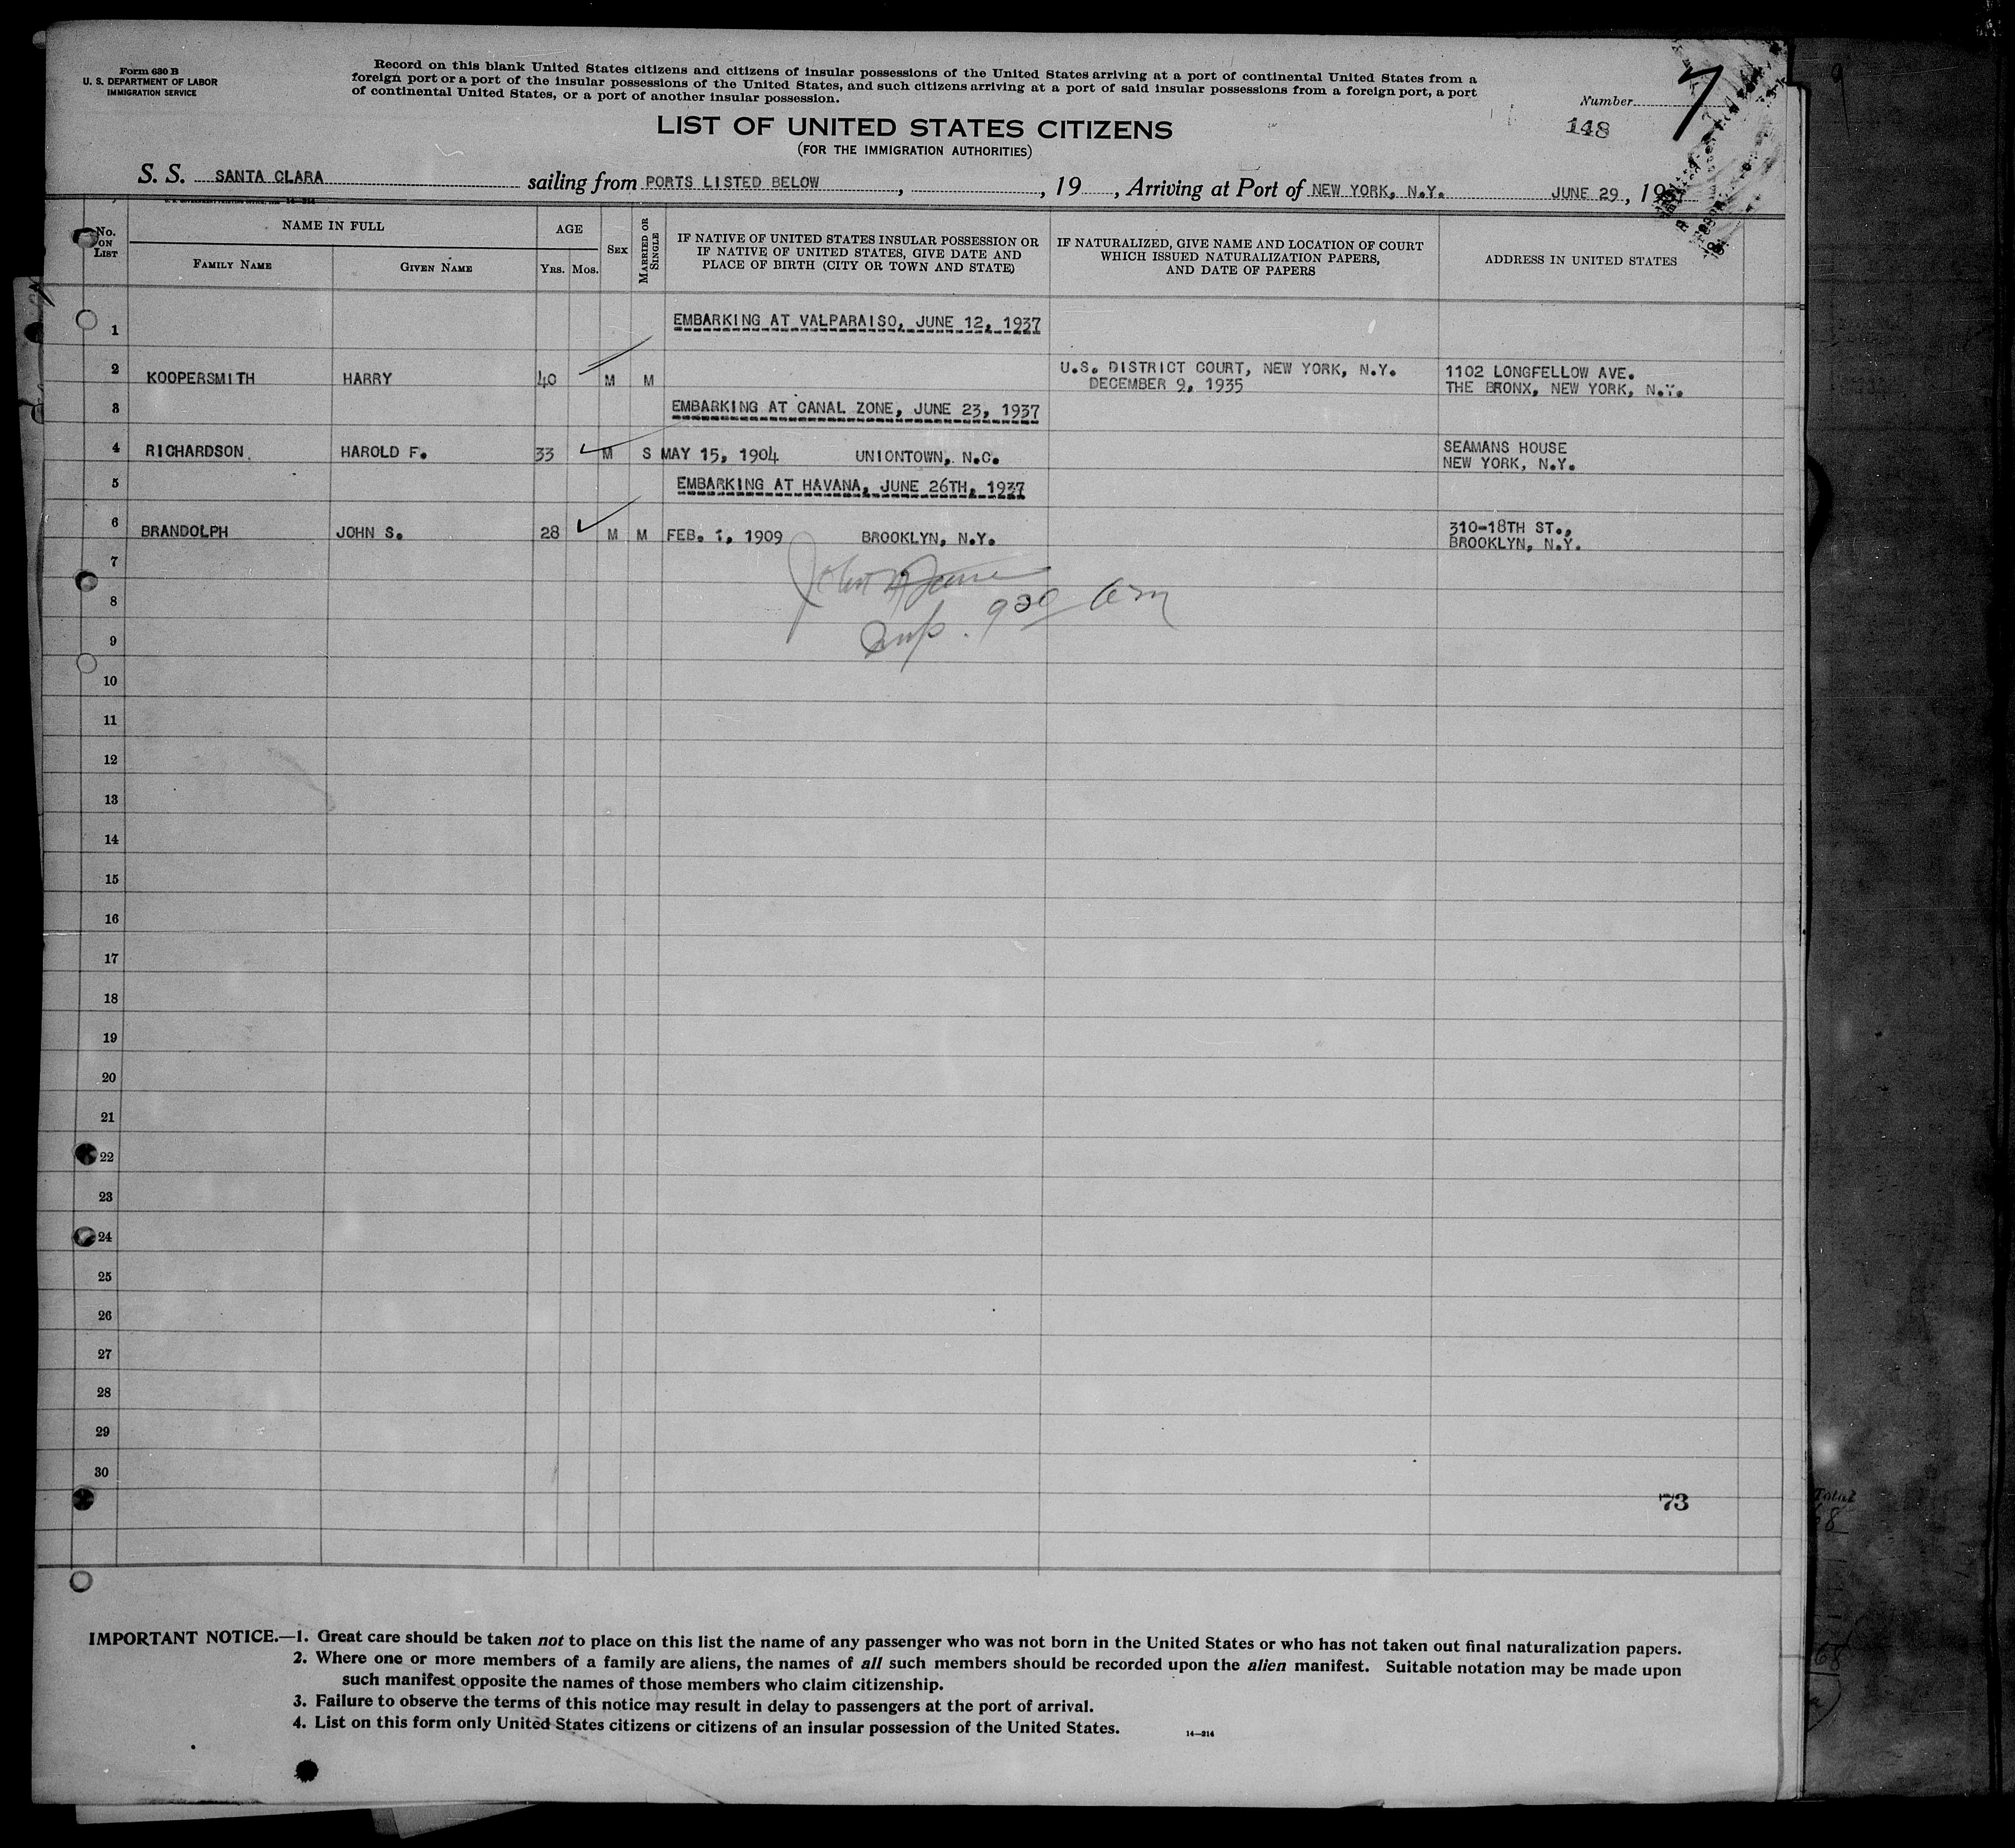 Form 630 B
U. S. DEPARTMENT OF LABOR
IMMIGRATION SERVICE
Record on this blank United States citizens and citizens of insular possessions of the United States arriving at a port of continental United States from a
foreign port or a port of the insular possessions of the United States, and such citizens arriving at a port of said insular possessions from a foreign port, a port
of continental United States, or a port of another insular possession.
Number
7
148
LIST OF UNITED STATES CITIZENS
(FOR THE IMMIGRATION AUTHORITIES)
S. S. SANTA CLARA sailing from PORTS LISTED BELOW, , 19 , Arriving at Port of NEW YORK, N.Y. JUNE 29, 19
No. ON LIST
NAME IN FULL
FAMILY NAME GIVEN NAME
AGE
YRS. MOS.
SEX
MARRIED OR SINGLE
IF NATIVE OF UNITED STATES INSULAR POSSESSION OR
IF NATIVE OF UNITED STATES, GIVE DATE AND
PLACE OF BIRTH (CITY OR TOWN AND STATE)
IF NATURALIZED, GIVE NAME AND LOCATION OF COURT
WHICH ISSUED NATURALIZATION PAPERS,
AND DATE OF PAPERS
ADDRESS IN UNITED STATES
1 EMBARKING AT VALPARAISO, JUNE 12, 1937
2 KOOPERSMITH HARRY 40 M M U.S. DISTRICT COURT, NEW YORK, N.Y. 1102 LONGFELLOW AVE.
DECEMBER 9, 1935 THE BRONX, NEW YORK, N.Y.
3 EMBARKING AT CANAL ZONE, JUNE 23, 1937
4 RICHARDSON HAROLD F. 33 M S MAY 15, 1904 UNIONTOWN, N.C. SEAMANS HOUSE
NEW YORK, N.Y.
5 EMBARKING AT HAVANA, JUNE 26TH, 1937
6 BRANDOLPH JOHN S. 28 M M FEB. 1, 1909 BROOKLYN, N.Y. 310-18TH ST.,
BROOKLYN, N.Y.
7 John
8 930 am
9
10
11
12
13
14
15
16
17
18
19
20
21
22
23
24
25
26
27
28
29
30
73
IMPORTANT NOTICE.—1. Great care should be taken not to place on this list the name of any passenger who was not born in the United States or who has not taken out final naturalization papers.
2. Where one or more members of a family are aliens, the names of all such members should be recorded upon the alien manifest. Suitable notation may be made upon
such manifest opposite the names of those members who claim citizenship.
3. Failure to observe the terms of this notice may result in delay to passengers at the port of arrival.
4. List on this form only United States citizens or citizens of an insular possession of the United States.
14—314
Total